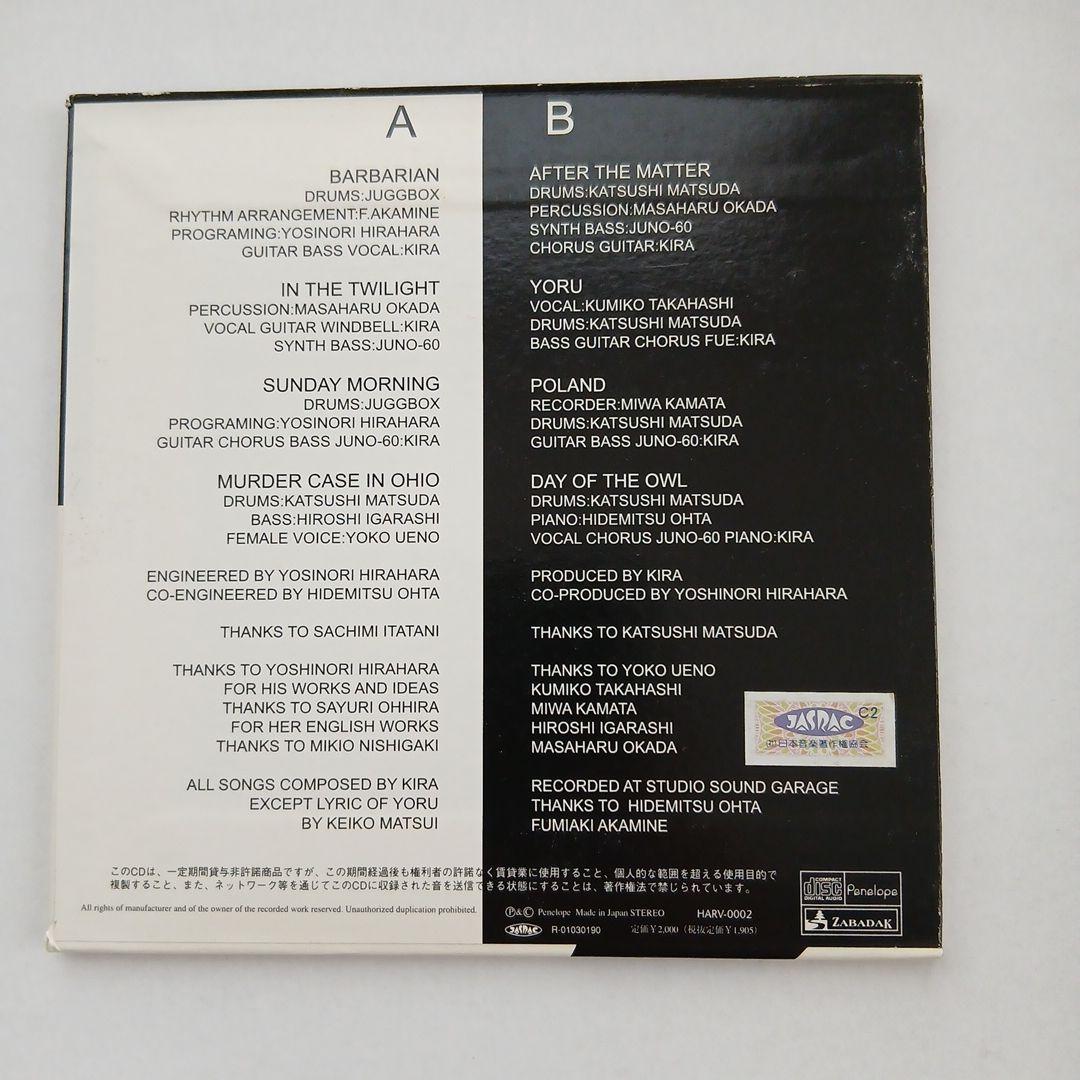 A
BARBARIAN
DRUMS:JUGGBOX
RHYTHM ARRANGEMENT:F.AKAMINE
PROGRAMING:YOSINORI HIRAHARA
GUITAR BASS VOCAL:KIRA
IN THE TWILIGHT
PERCUSSION:MASAHARU OKADA
VOCAL GUITAR WINDBELL:KIRA
SYNTH BASS:JUNO-60
SUNDAY MORNING
DRUMS:JUGGBOX
PROGRAMING:YOSINORI HIRAHARA
GUITAR CHORUS BASS JUNO-60:KIRA
MURDER CASE IN OHIO
DRUMS:KATSUSHI MATSUDA
BASS:HIROSHI IGARASHI
FEMALE VOICE:YOKO UENO
ENGINEERED BY YOSINORI HIRAHARA
CO-ENGINEERED BY HIDEMITSU OHTA
THANKS TO SACHIMI ITATANI
THANKS TO YOSHINORI HIRAHARA
FOR HIS WORKS AND IDEAS
THANKS TO SAYURI OHHIRA
FOR HER ENGLISH WORKS
THANKS TO MIKIO NISHIGAKI
ALL SONGS COMPOSED BY KIRA
EXCEPT LYRIC OF YORU
BY KEIKO MATSUI
B
AFTER THE MATTER
DRUMS:KATSUSHI MATSUDA
PERCUSSION:MASAHARU OKADA
SYNTH BASS:JUNO-60
CHORUS GUITAR:KIRA
YORU
VOCAL:KUMIKO TAKAHASHI
DRUMS:KATSUSHI MATSUDA
BASS GUITAR CHORUS FUE:KIRA
POLAND
RECORDER:MIWA KAMATA
DRUMS:KATSUSHI MATSUDA
GUITAR BASS JUNO-60:KIRA
DAY OF THE OWL
DRUMS:KATSUSHI MATSUDA
PIANO:HIDEMITSU OHTA
VOCAL CHORUS JUNO-60 PIANO:KIRA
PRODUCED BY KIRA
CO-PRODUCED BY YOSHINORI HIRAHARA
THANKS TO KATSUSHI MATSUDA
THANKS TO YOKO UENO
KUMIKO TAKAHASHI
MIWA KAMATA
HIROSHI IGARASHI
MASAHARU OKADA
RECORDED AT STUDIO SOUND GARAGE
THANKS TO HIDEMITSU OHTA
FUMIAKI AKAMINE
JASRAC C2
㈳日本音楽著作権協会
このCDは、一定期間貸与非許諾商品ですが、この期間経過後も権利者の許諾なく賃貸業に使用すること、個人的な範囲を超える使用目的で
複製すること、また、ネットワーク等を通じてこのCDに収録された音を送信できる状態にすることは、著作権法で禁じられています。
All rights of manufacturer and of the owner of the recorded work reserved. Unauthorized duplication prohibited.
Ⓟ&© Penelope Made in Japan STEREO HARV-0002
JASRAC R-01030190 定価¥2,000(税抜定価¥1,905)
COMPACT disc DIGITAL AUDIO
Penelope
ZABADAK